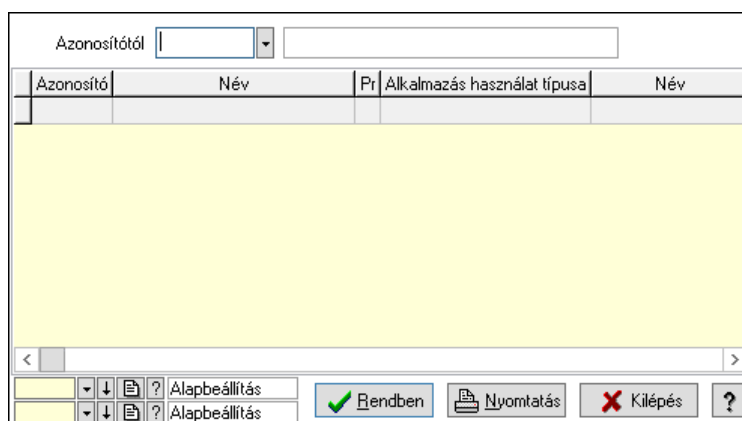 Azonosítótól
Azonosító Név Pr Alkalmazás használat típusa Név
? Alapbeállítás
? Alapbeállítás
Rendben Nyomtatás Kilépés ?